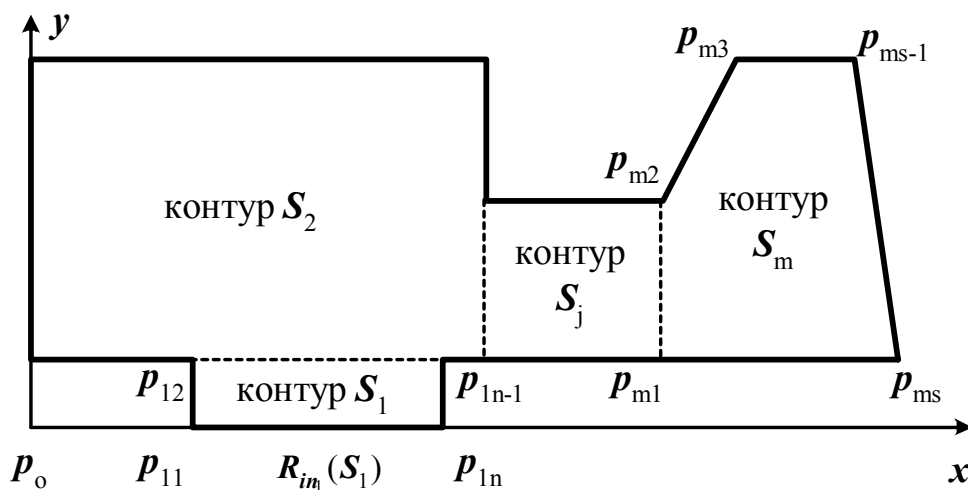 y
p_m3
p_ms-1
p_m2
контур S_2
контур
S_m
контур
S_j
p_12
контур S_1
p_1n-1
p_m1
p_ms
p_o
p_11
R_in_1(S_1)
p_1n
x